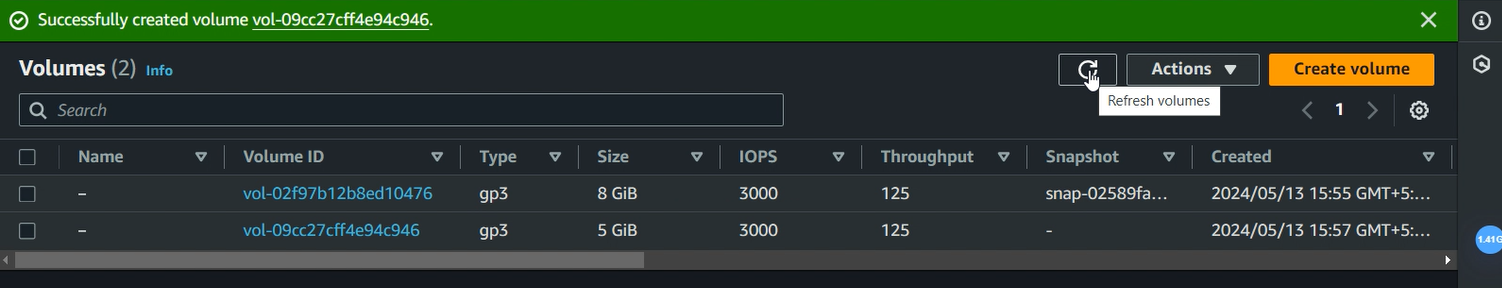 Successfully created volume vol-09cc27cff4e94c946.
Volumes (2) Info
Actions
Create volume
Refresh volumes
Search
1
Name Volume ID Type Size IOPS Throughput Snapshot Created
– vol-02f97b12b8ed10476 gp3 8 GiB 3000 125 snap-02589fa... 2024/05/13 15:55 GMT+5:...
– vol-09cc27cff4e94c946 gp3 5 GiB 3000 125 - 2024/05/13 15:57 GMT+5:...
1.41G